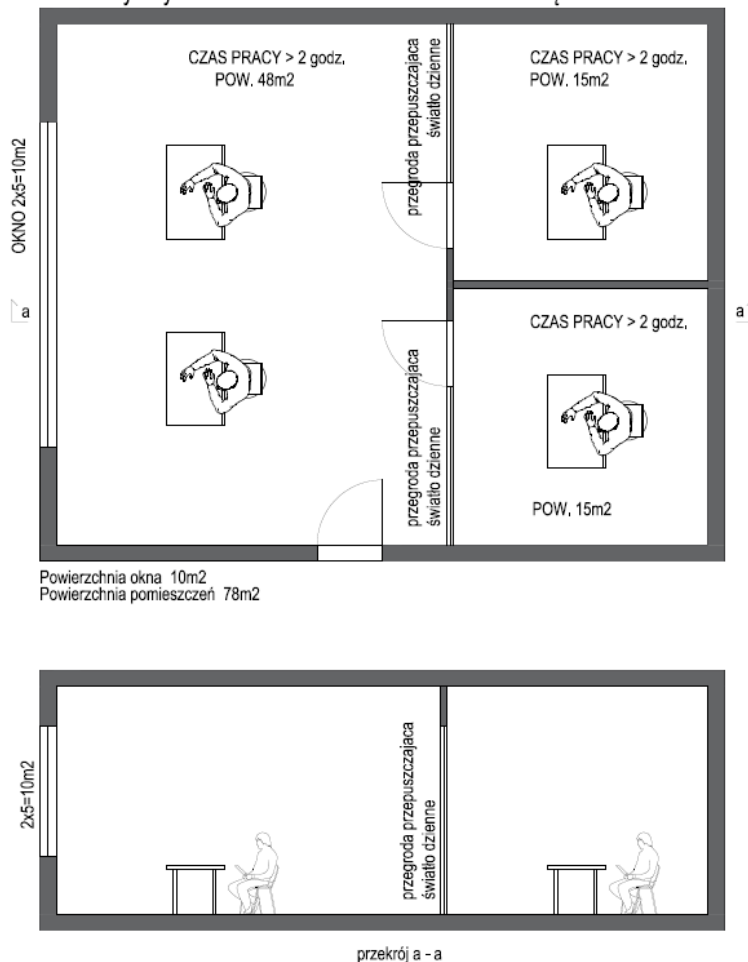 CZAS PRACY > 2 godz.
POW. 48m2
przegroda przepuszczajaca
światło dzienne
CZAS PRACY > 2 godz.
POW. 15m2
OKNO 2x5=10m2
a
a
CZAS PRACY > 2 godz.
przegroda przepuszczajaca
światło dzienne
POW. 15m2
Powierzchnia okna 10m2
Powierzchnia pomieszczeń 78m2
2x5=10m2
przegroda przepuszczajaca
światło dzienne
przekrój a - a